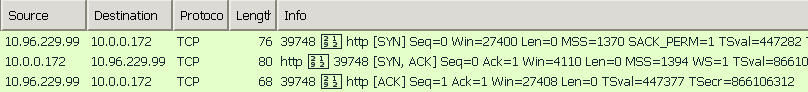 Source Destination Protoco Length Info
10.96.229.99 10.0.0.172 TCP 76 39748 http [SYN] Seq=0 Win=27400 Len=0 MSS=1370 SACK_PERM=1 TSval=447282 T
10.0.0.172 10.96.229.99 TCP 80 http 39748 [SYN, ACK] Seq=0 Ack=1 Win=4110 Len=0 MSS=1394 WS=1 TSval=86610
10.96.229.99 10.0.0.172 TCP 68 39748 http [ACK] Seq=1 Ack=1 Win=27408 Len=0 TSval=447377 TSecr=866106312